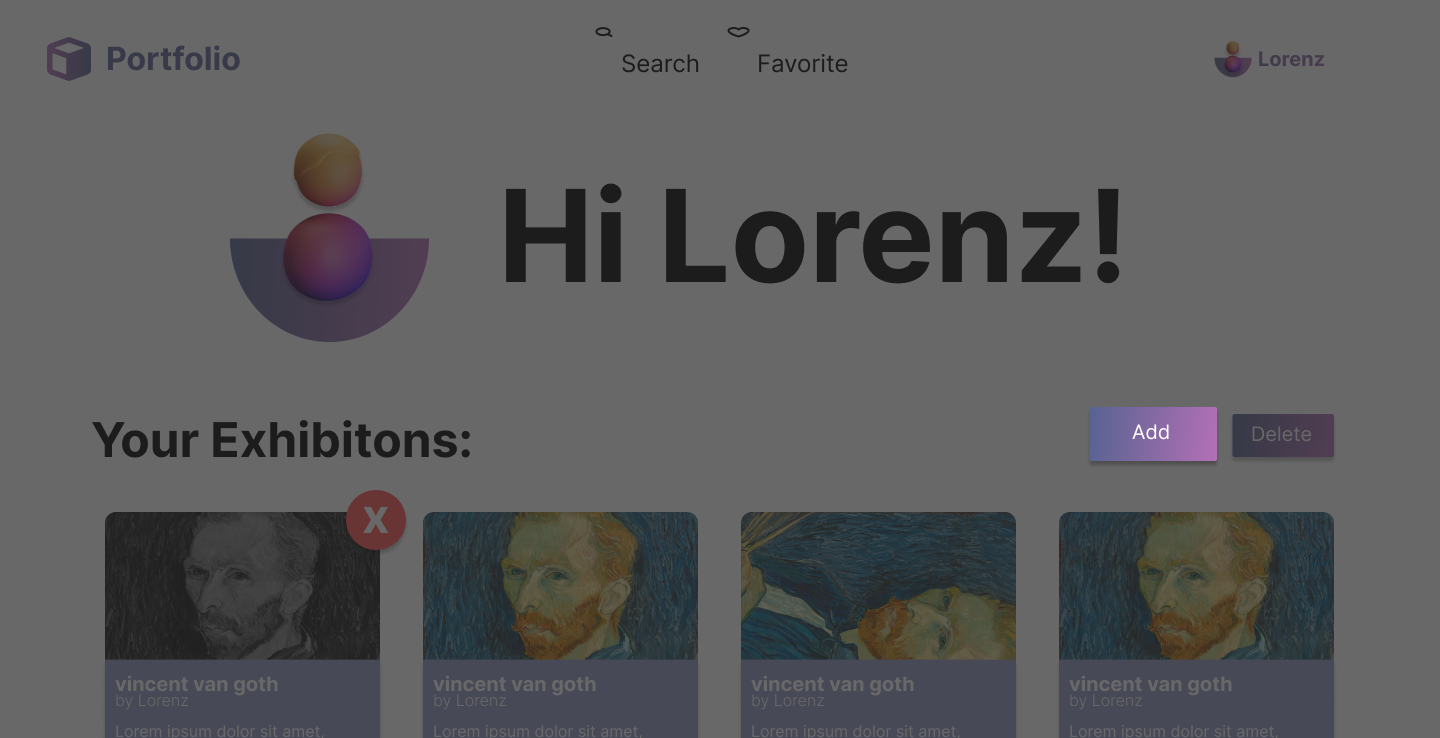 Portfolio
Search
Favorite
Lorenz
Hi Lorenz!
Your Exhibitons:
Add
Delete
X
vincent van goth
by Lorenz
Lorem ipsum dolor sit amet,
vincent van goth
by Lorenz
Lorem ipsum dolor sit amet,
vincent van goth
by Lorenz
Lorem ipsum dolor sit amet,
vincent van goth
by Lorenz
Lorem ipsum dolor sit amet,